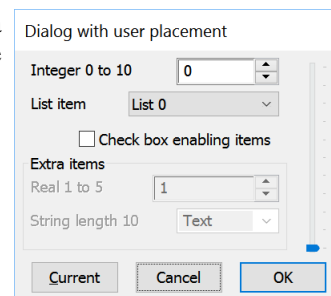 Dialog with user placement
Integer 0 to 10 0
List item List 0
Check box enabling items
Extra items
Real 1 to 5 1
String length 10 Text
Current Cancel OK